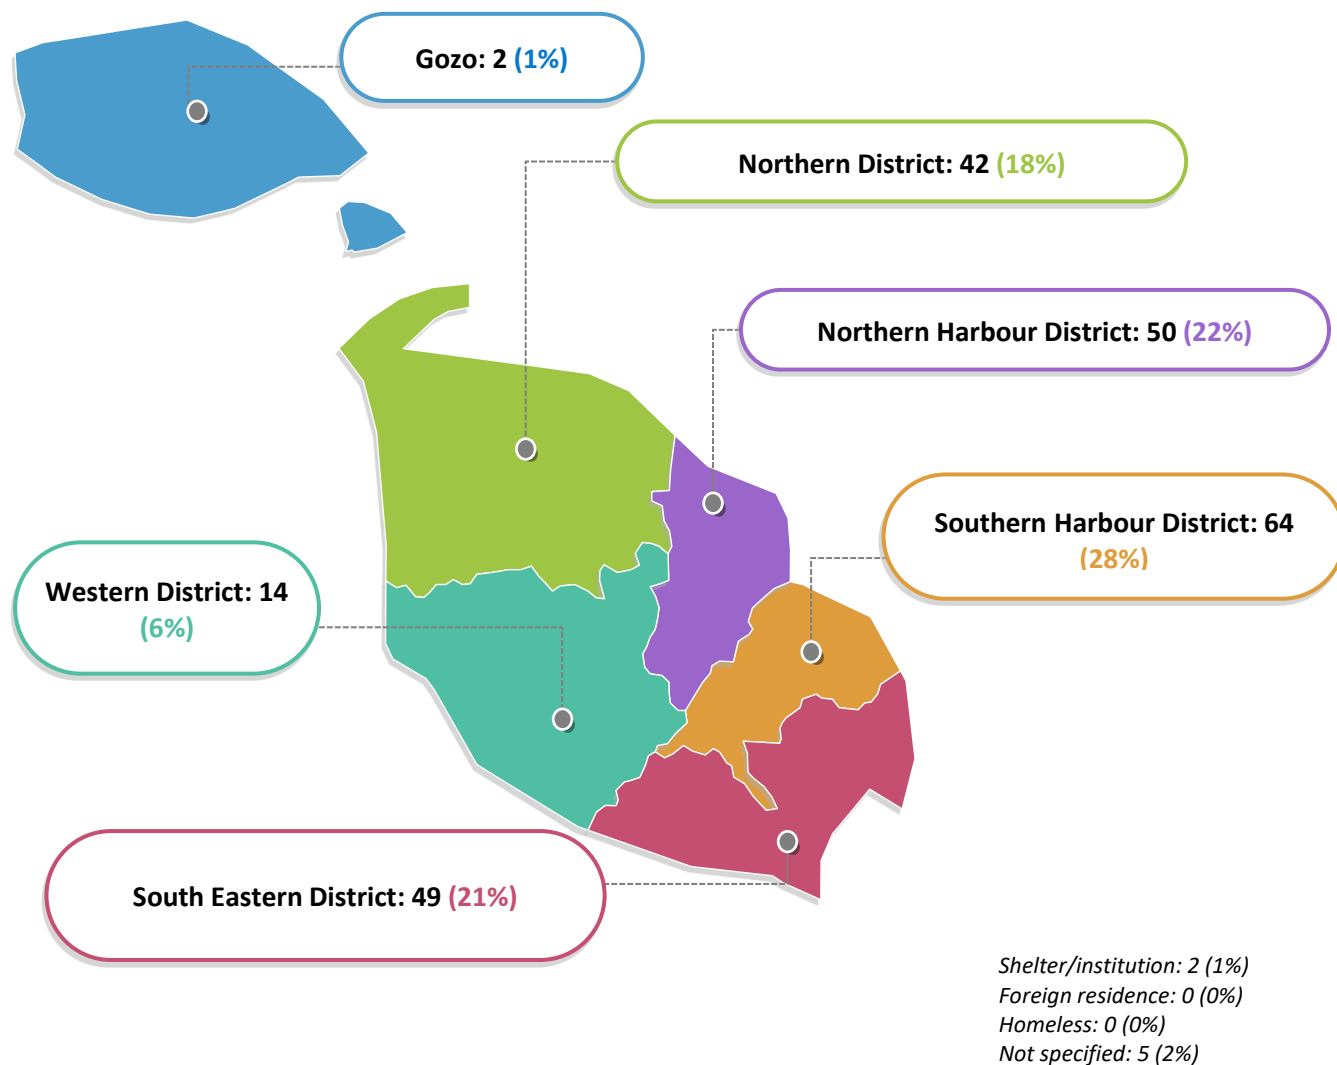 Gozo: 2 (1%)
Northern District: 42 (18%)
Northern Harbour District: 50 (22%)
Southern Harbour District: 64
(28%)
Western District: 14
(6%)
South Eastern District: 49 (21%)
Shelter/institution: 2 (1%)
Foreign residence: 0 (0%)
Homeless: 0 (0%)
Not specified: 5 (2%)